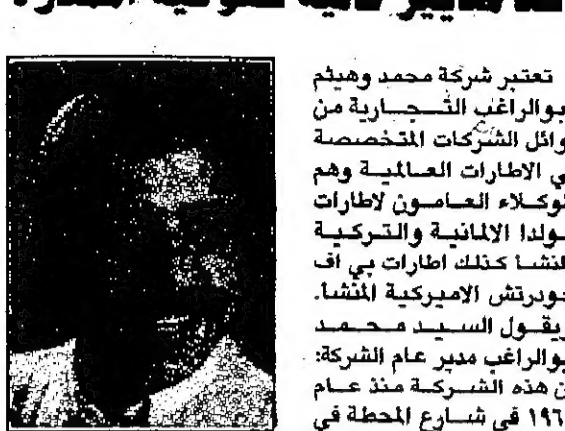 تعتبر شركة محمد وهيثم
بوالراغب التجارية من
وائل الشركات المتخصصة
ي الاطارات العالمية وهم
لوكلاء العامون لاطارات
ولدا الالمانية والتركية
لمنشا كذلك اطارات بي اف
ودرتش الاميركية المنشا.
ويقول السيد محمد
بوالراغب مدير عام الشركة:
ن هذه الشركة منذ عام
١٩٦ في شارع المحطة في